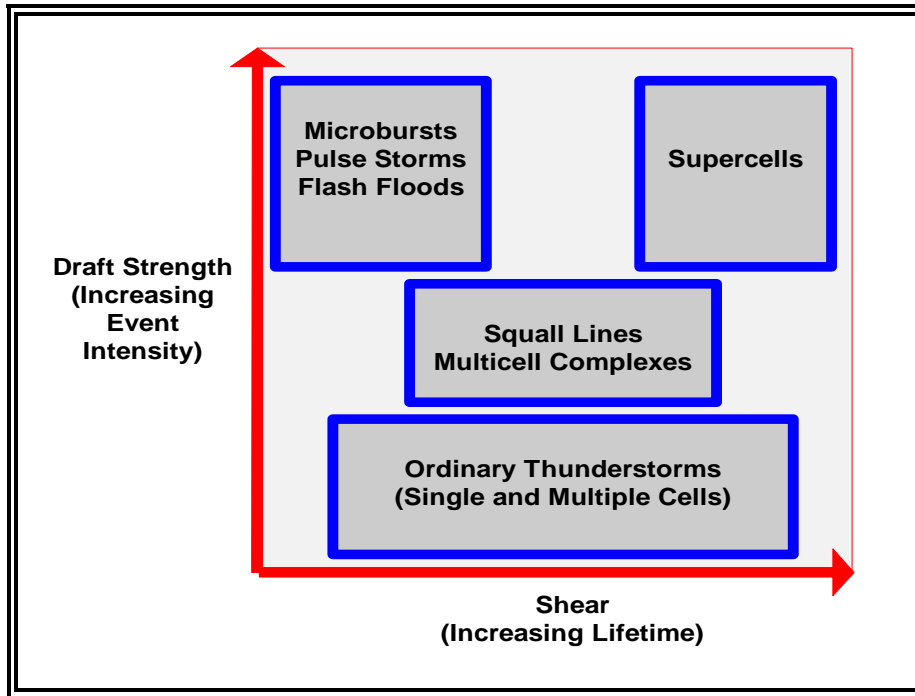 Microbursts
Pulse Storms
Flash Floods
Supercells
Draft Strength
(Increasing
Event
Intensity)
Squall Lines
Multicell Complexes
Ordinary Thunderstorms
(Single and Multiple Cells)
Shear
(Increasing Lifetime)